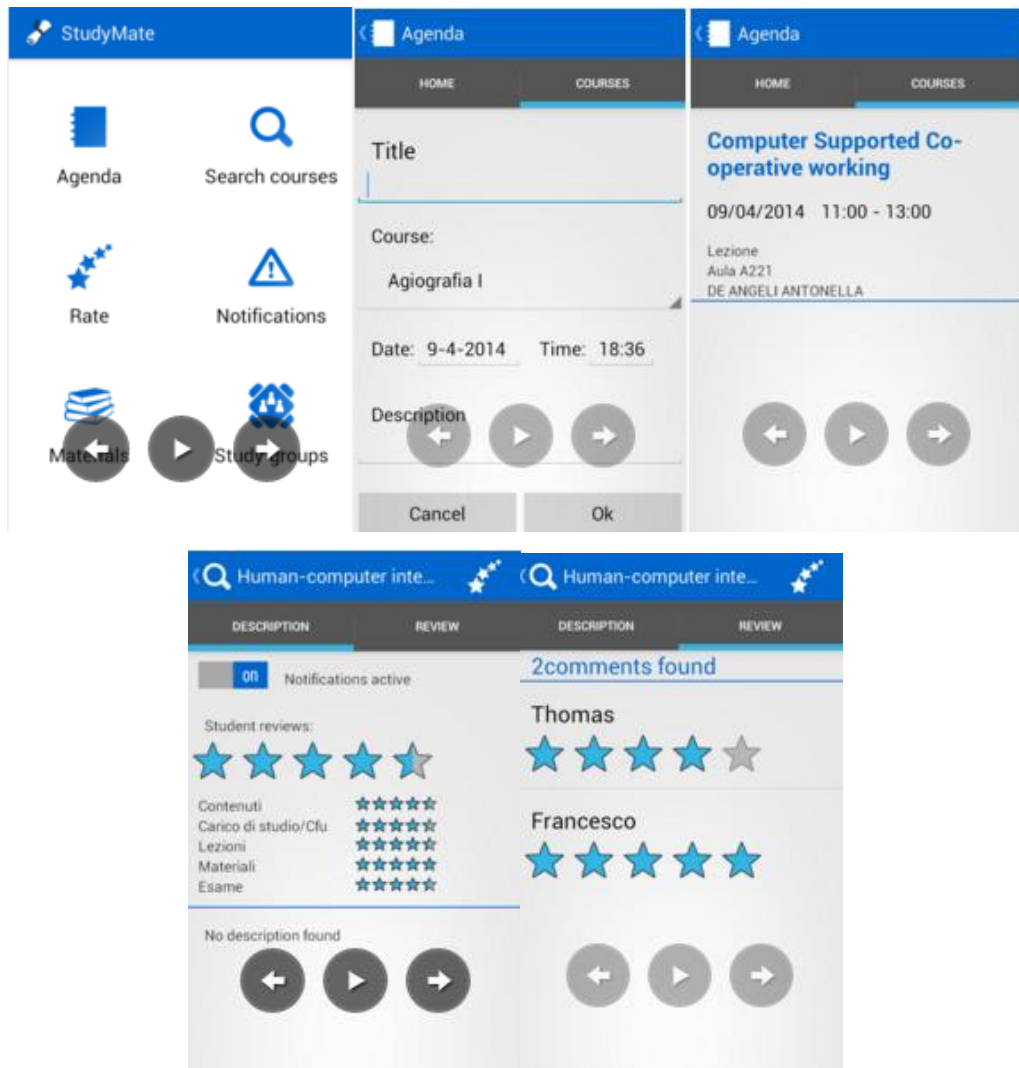 StudyMate
Agenda
Search courses
Rate
Notifications
Materials
Study groups
Agenda
HOME
COURSES
Title
Course:
Agiografia I
Date: 9-4-2014 Time: 18:36
Description
Cancel
Ok
Agenda
HOME
COURSES
Computer Supported Co-
operative working
09/04/2014 11:00 - 13:00
Lezione
Aula A221
DE ANGELI ANTONELLA
Human-computer inte...
DESCRIPTION
REVIEW
on
Notifications active
Student reviews:
Contenuti
Carico di studio/Cfu
Lezioni
Materiali
Esame
No description found
Human-computer inte...
DESCRIPTION
REVIEW
2comments found
Thomas
Francesco